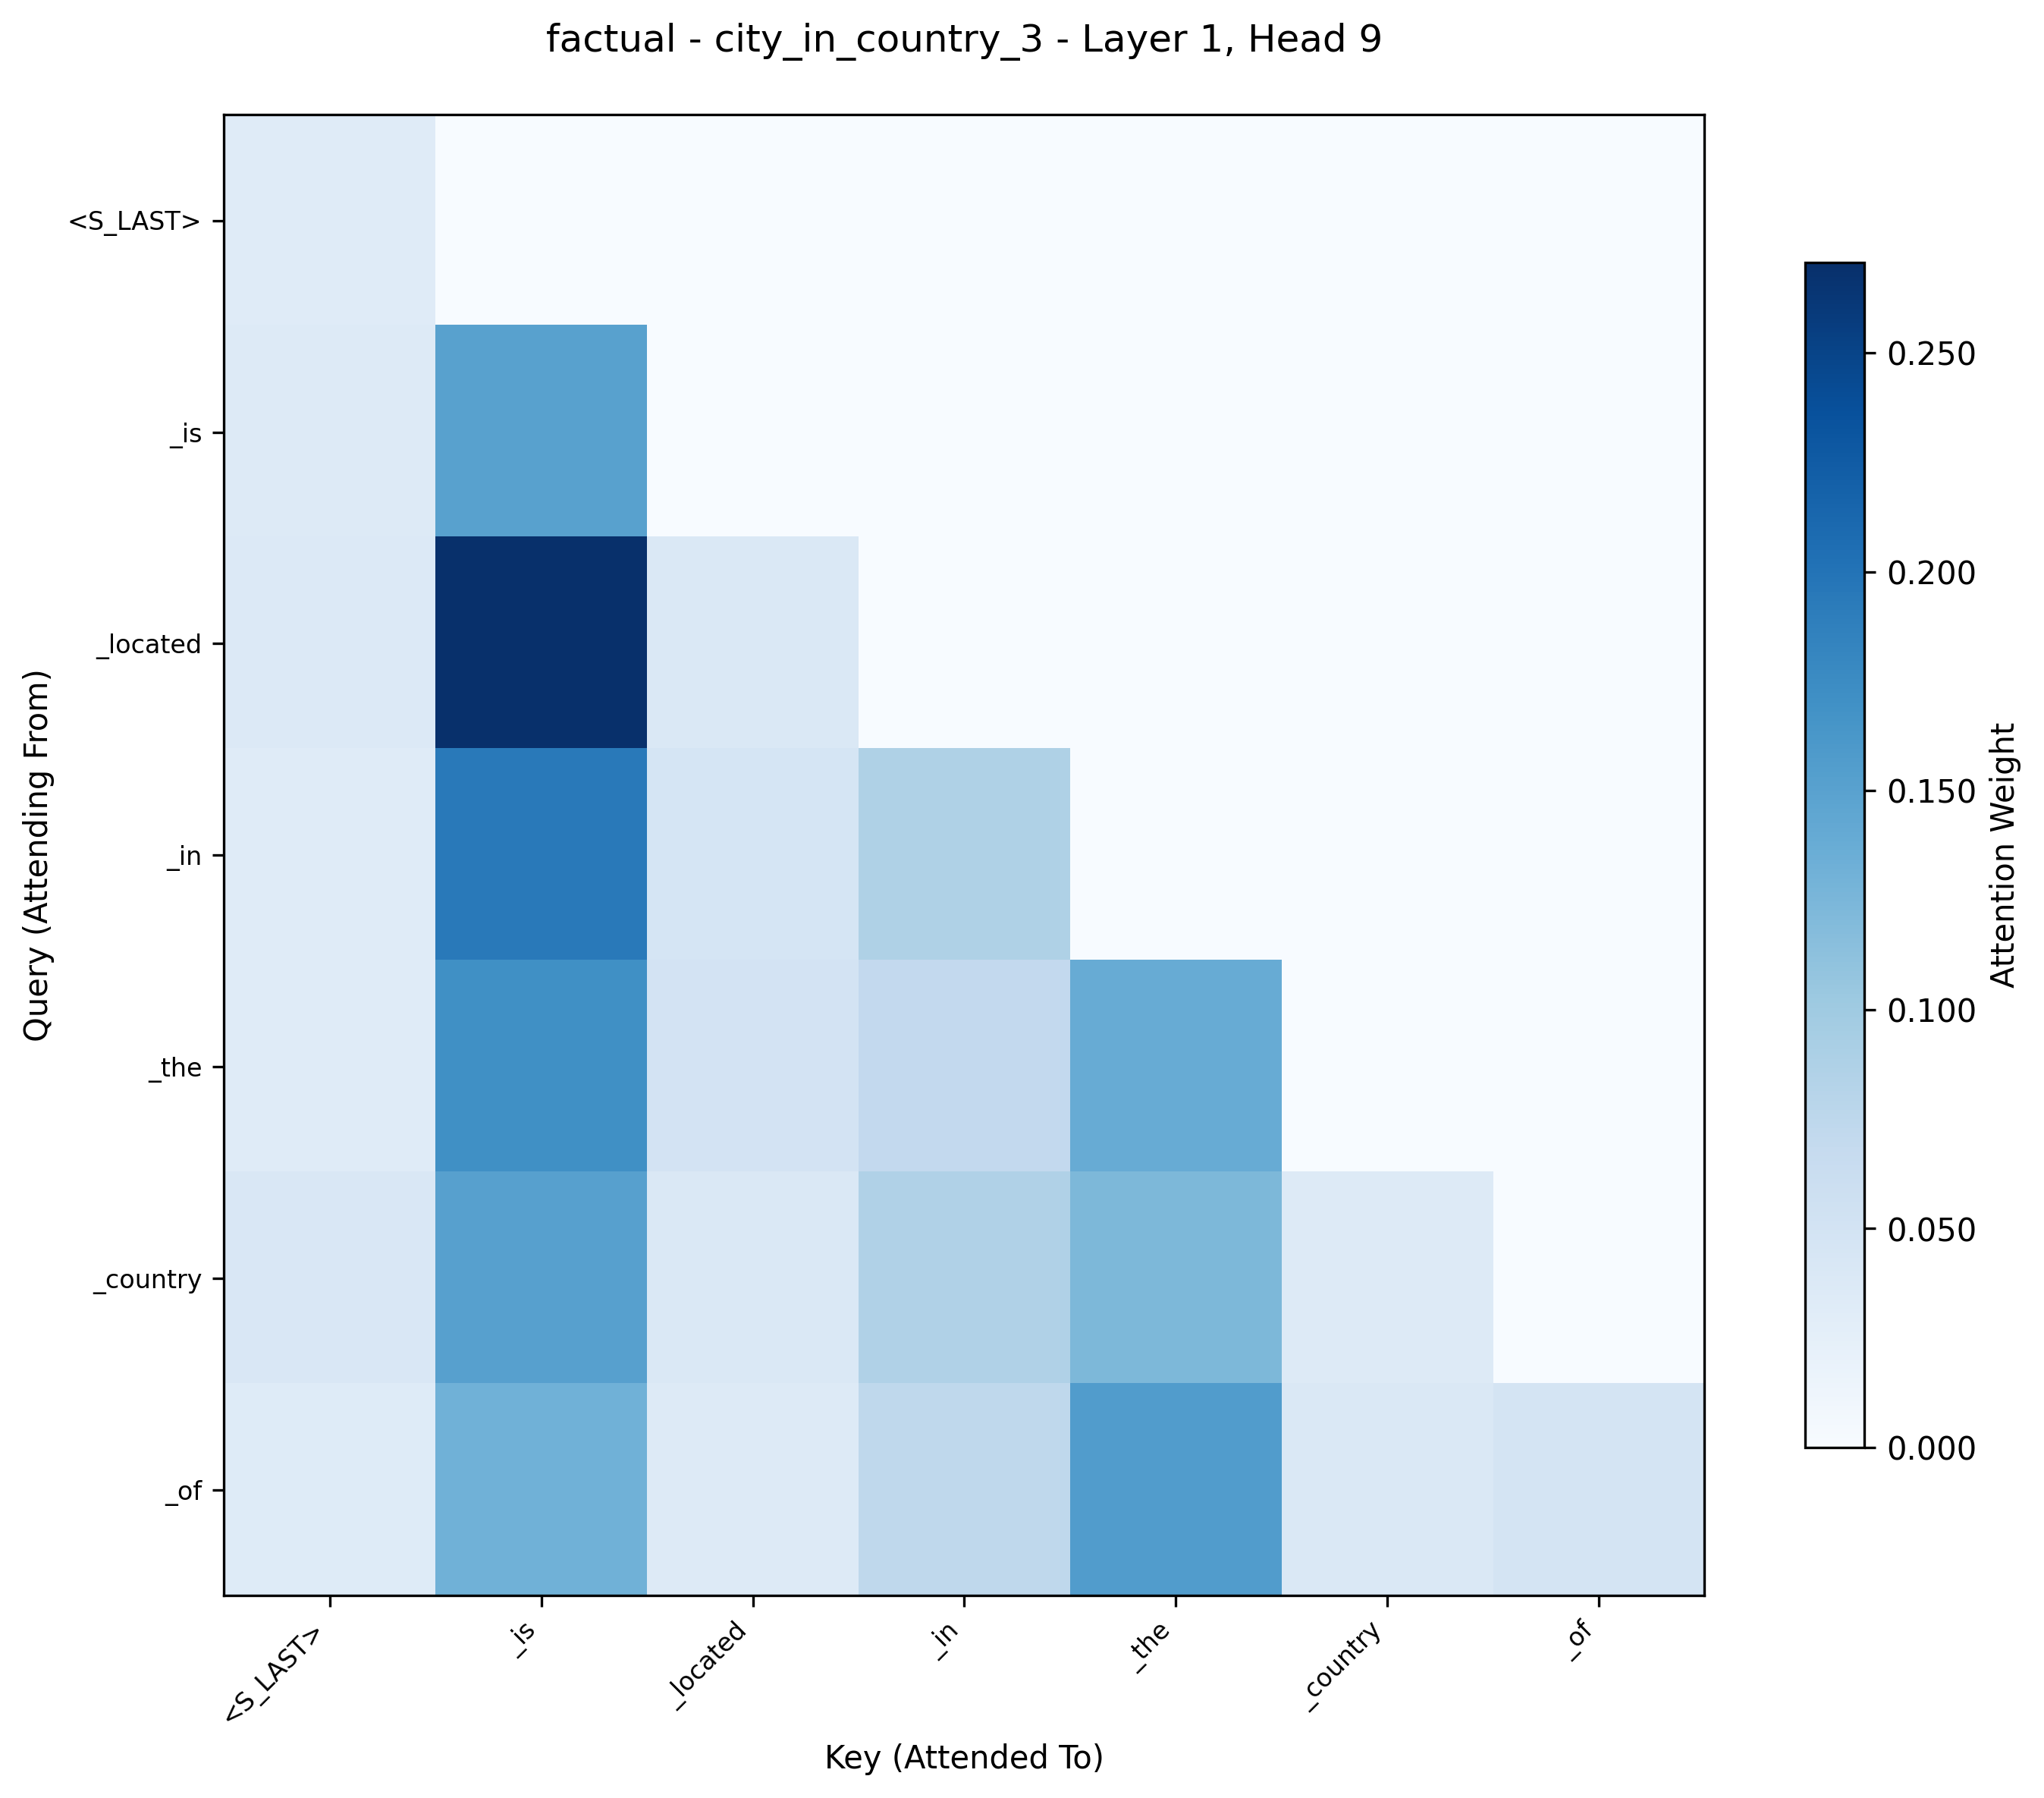 factual - city_in_country_3 - Layer 1, Head 9
Query (Attending From)
<S_LAST>
_is
_located
_in
_the
_country
_of
<S_LAST>
_is
_located
_in
_the
_country
_of
Key (Attended To)
0.250
0.200
0.150
0.100
0.050
0.000
Attention Weight